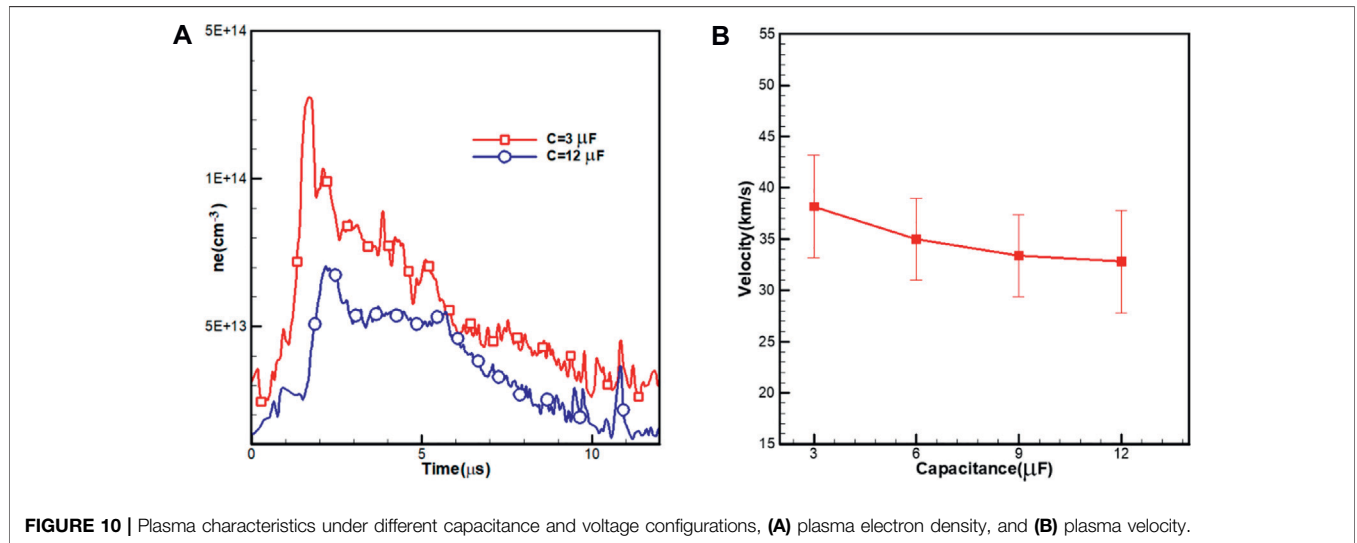 A
5E+14
1E+14
5E+13
ne(cm-3)
C=3 μF
C=12 μF
0
5
10
Time(μs)
B
55
50
45
40
35
30
25
20
15
Velocity(km/s)
3
6
9
12
Capacitance(μF)
FIGURE 10 | Plasma characteristics under different capacitance and voltage configurations, (A) plasma electron density, and (B) plasma velocity.